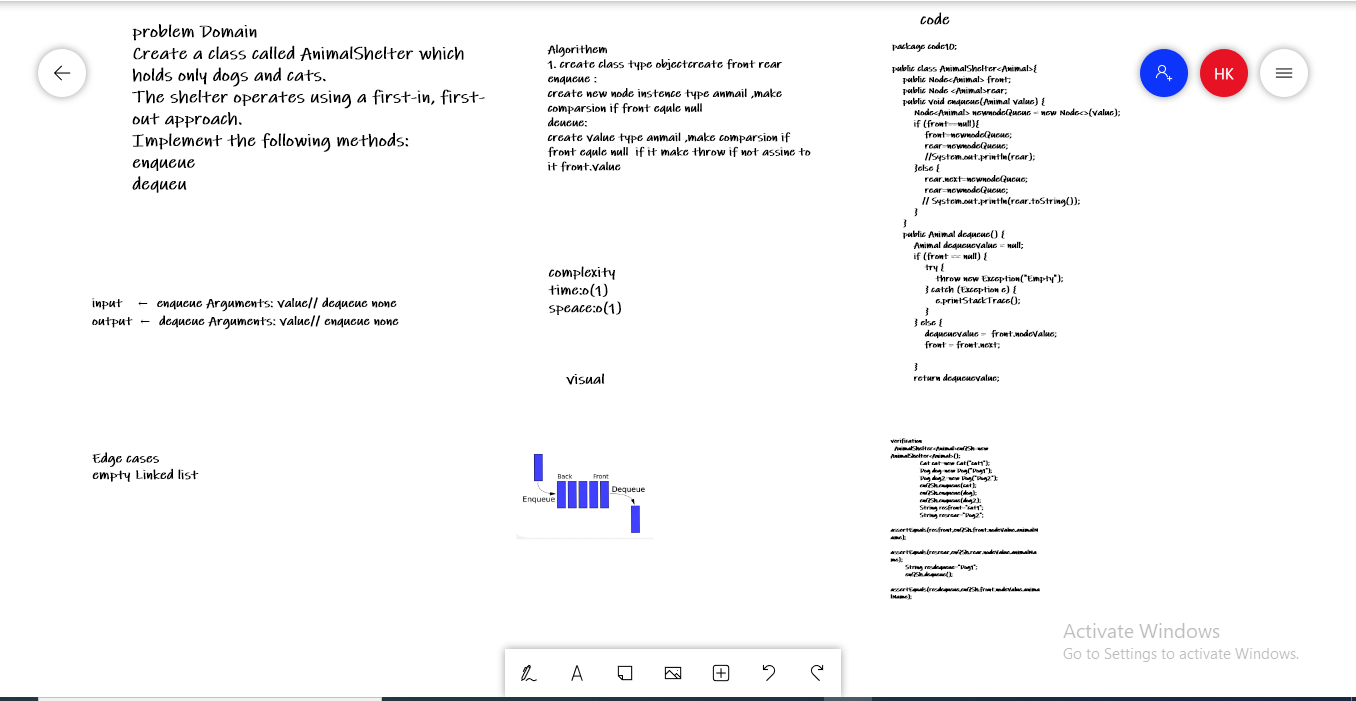 problem Domain
Create a class called AnimalShelter which
holds only dogs and cats.
The shelter operates using a first-in, first-
out approach.
Implement the following methods:
enqueue
dequeu
input ← enqueue Arguments: value// dequeue none
output ← dequeue Arguments: value// enqueue none
Edge cases
empty Linked list
Algorithem
1. create class type objectcreate front rear
enqueue :
create new node instence type anmail ,make
comparsion if front equle null
deueue:
create value type anmail ,make comparsion if
front equle null if it make throw if not assine to
it front.value
complexity
time:o(1)
speace:o(1)
visual
Back Front
Enqueue
Dequeue
code
package code10;
public class AnimalShelter<Animal>{
public Node<Animal> front;
public Node <Animal>rear;
public void enqueue(Animal value) {
Node<Animal> newnodeQueue = new Node<>(value);
if (front==null){
front=newnodeQueue;
rear=newnodeQueue;
//System.out.println(rear);
}else {
rear.next=newnodeQueue;
rear=newnodeQueue;
// System.out.println(rear.toString());
}
}
public Animal dequeue() {
Animal dequeuevalue = null;
if (front == null) {
try {
throw new Exception("Empty");
} catch (Exception e) {
e.printStackTrace();
}
} else {
dequeuevalue = front.nodeValue;
front = front.next;
}
return dequeuevalue;
verification
AnimalShelter<Animal>enQSh=new
AnimalShelter<Animal>();
Cat cat=new Cat("cat1");
Dog dog=new Dog("Dog1");
Dog dog2=new Dog("Dog2");
enQSh.enqueue(cat);
enQSh.enqueue(dog);
enQSh.enqueue(dog2);
String resfront="cat1";
String resrear="Dog2";
assertEquals(resfront,enQSh.front.nodeValue.animalN
ame);
assertEquals(resrear,enQSh.rear.nodeValue.animalNa
me);
String resdequeue="Dog1";
enQSh.dequeue();
assertEquals(resdequeue,enQSh.front.nodeValue.anima
lName);
HK
A
Activate Windows
Go to Settings to activate Windows.